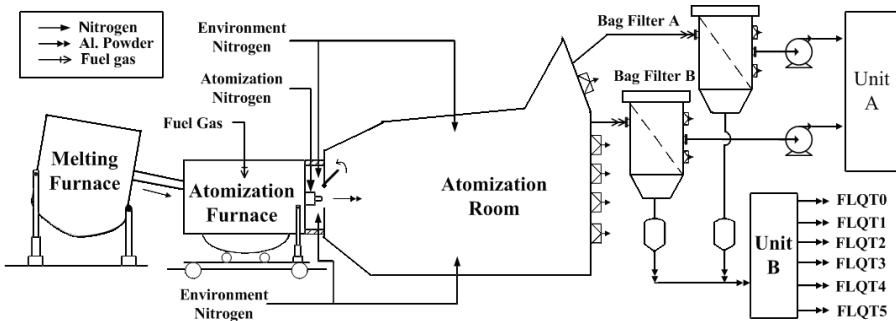 Nitrogen
Al. Powder
Fuel gas
Environment
Nitrogen
Atomization
Nitrogen
Fuel Gas
Melting
Furnace
Atomization
Furnace
Atomization
Room
Environment
Nitrogen
Bag Filter A
Bag Filter B
Unit
A
Unit
B
FLQT0
FLQT1
FLQT2
FLQT3
FLQT4
FLQT5